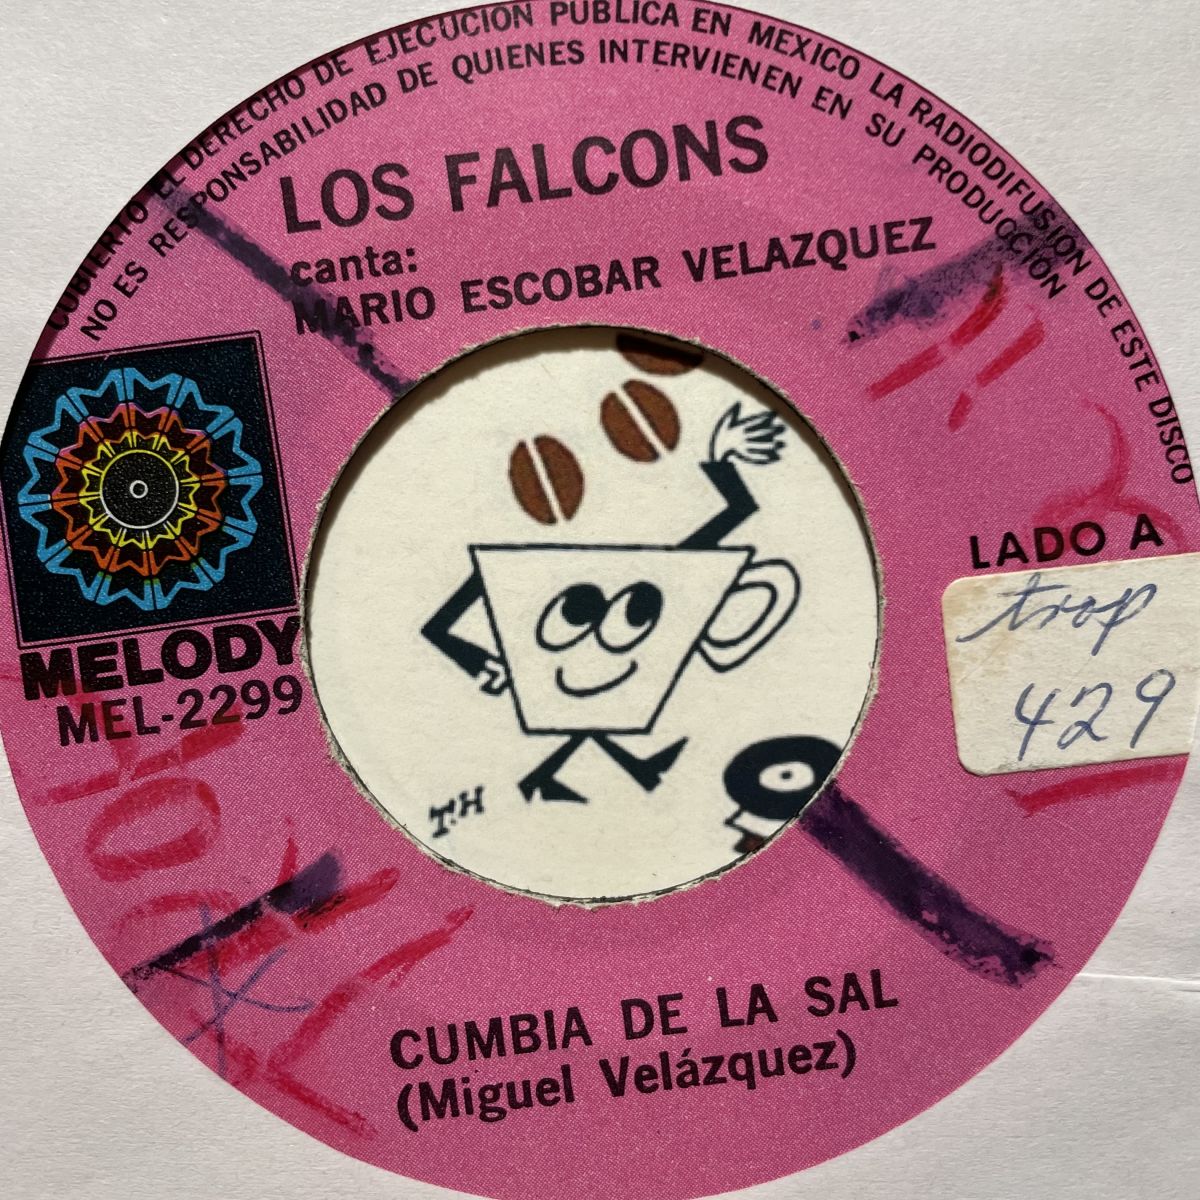 CUBIERTO EL DERECHO DE EJECUCION PUBLICA EN MEXICO LA RADIODIFUSION DE ESTE DISCO
NO ES RESPONSABILIDAD DE QUIENES INTERVIENEN EN SU PRODUCCION
LOS FALCONS
canta:
MARIO ESCOBAR VELAZQUEZ
LADO A
trop
429
MELODY
MEL-2299
T.H
CUMBIA DE LA SAL
(Miguel Velázquez)